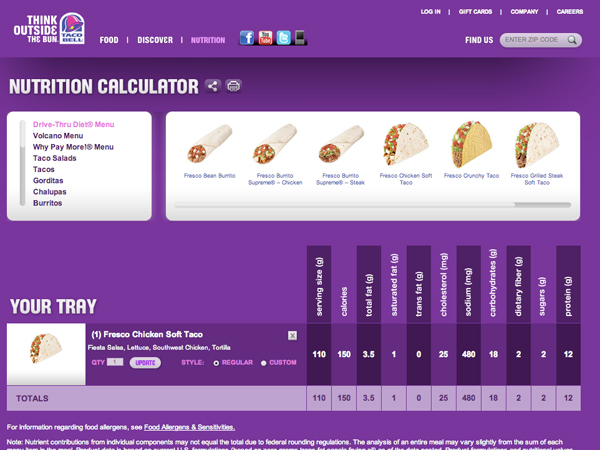 LOG IN | GIFT CARDS | COMPANY | CAREERS
THINK
OUTSIDE
THE BUN.
TACO
BELL
FOOD | DISCOVER | NUTRITION
FIND US ENTER ZIP CODE
NUTRITION CALCULATOR
Drive-Thru Diet® Menu
Volcano Menu
Why Pay More!® Menu
Taco Salads
Tacos
Gorditas
Chalupas
Burritos
Fresco Bean Burrito
Fresco Burrito
Supreme® – Chicken
Fresco Burrito
Supreme® – Steak
Fresco Chicken Soft
Taco
Fresco Crunchy Taco
Fresco Grilled Steak
Soft Taco
YOUR TRAY
serving size (g)
calories
total fat (g)
saturated fat (g)
trans fat (g)
cholesterol (mg)
sodium (mg)
carbohydrates (g)
dietary fiber (g)
sugars (g)
protein (g)
(1) Fresco Chicken Soft Taco X
Fiesta Salsa, Lettuce, Southwest Chicken, Tortilla
QTY 1 UPDATE STYLE: REGULAR CUSTOM
110 150 3.5 1 0 25 480 18 2 2 12
TOTALS 110 150 3.5 1 0 25 480 18 2 2 12
For information regarding food allergens, see Food Allergens & Sensitivities.
Note: Nutrient contributions from individual components may not equal the total due to federal rounding regulations. The analysis of an entire meal may vary slightly from the sum of each